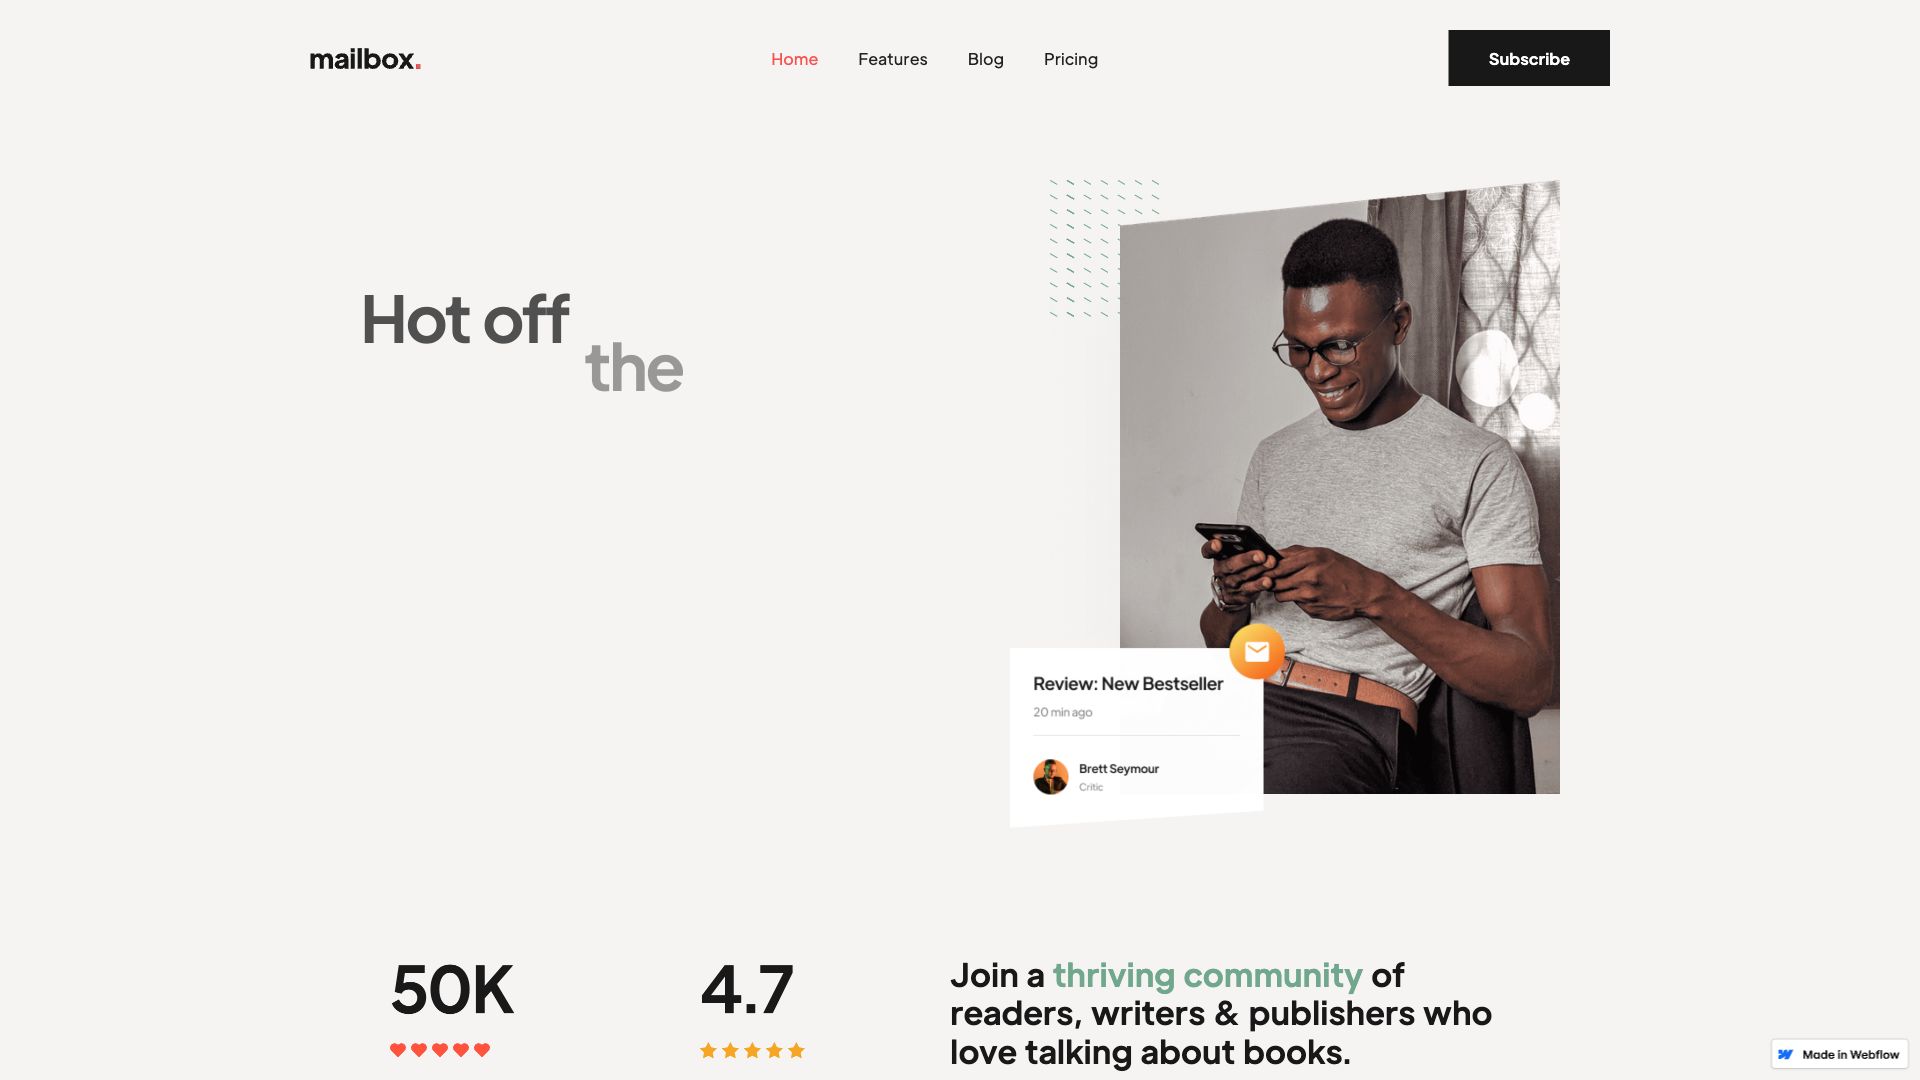 mailbox.
Home Features Blog Pricing
Subscribe
Hot off the
Review: New Bestseller
20 min ago
Brett Seymour
Critic
50K
4.7
Join a thriving community of
readers, writers & publishers who
love talking about books.
Made in Webflow